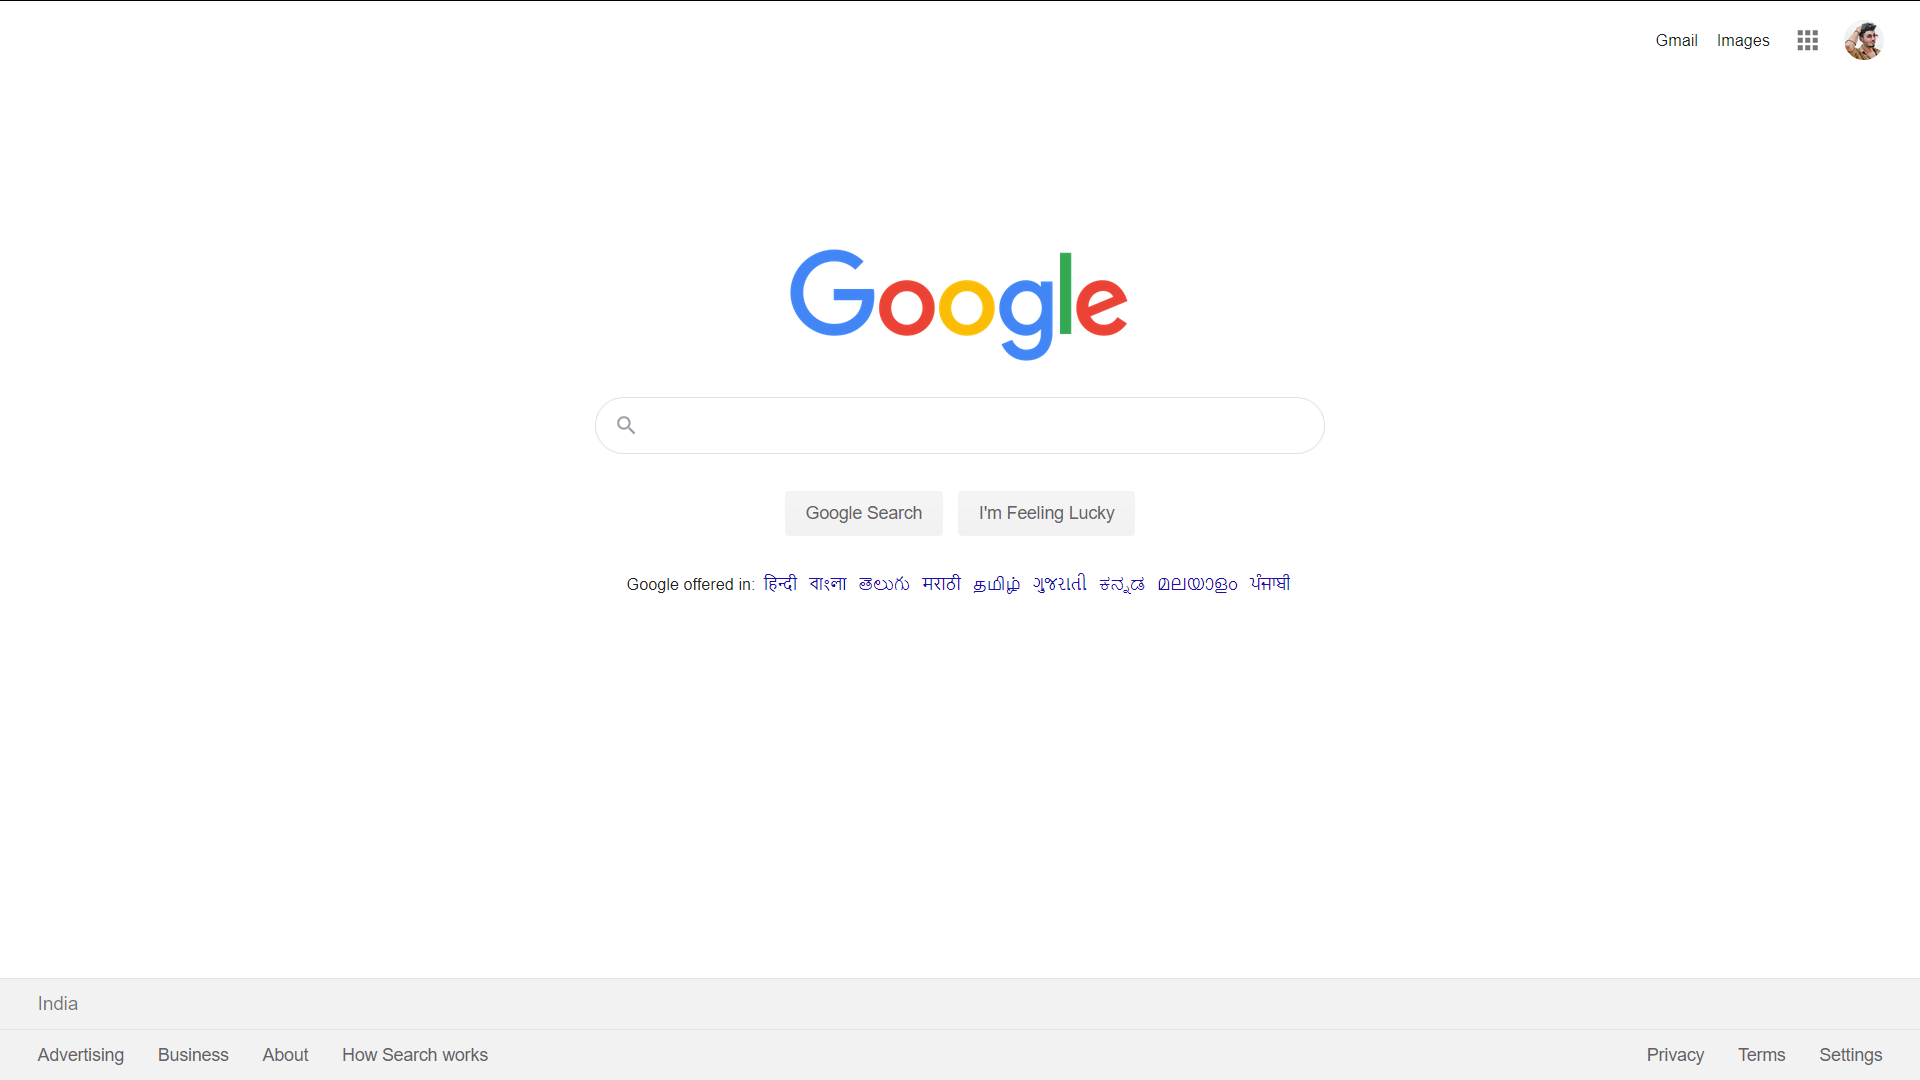 Gmail Images
Google
Google Search I'm Feeling Lucky
Google offered in: हिन्दी বাংলা తెలుగు मराठी தமிழ் ગુજરાતી ಕನ್ನಡ മലയാളം ਪੰਜਾਬੀ
India
Advertising Business About How Search works Privacy Terms Settings